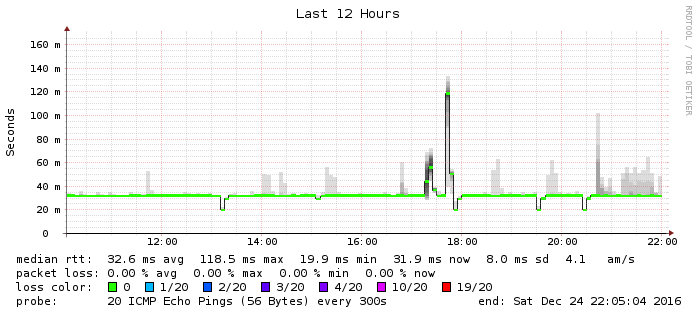 Last 12 Hours
RRDTOOL / TOBI OETIKER
Seconds
160 m
140 m
120 m
100 m
80 m
60 m
40 m
20 m
0
12:00 14:00 16:00 18:00 20:00 22:00
median rtt: 32.6 ms avg 118.5 ms max 19.9 ms min 31.9 ms now 8.0 ms sd 4.1 am/s
packet loss: 0.00 % avg 0.00 % max 0.00 % min 0.00 % now
loss color: 0 1/20 2/20 3/20 4/20 10/20 19/20
probe: 20 ICMP Echo Pings (56 Bytes) every 300s end: Sat Dec 24 22:05:04 2016